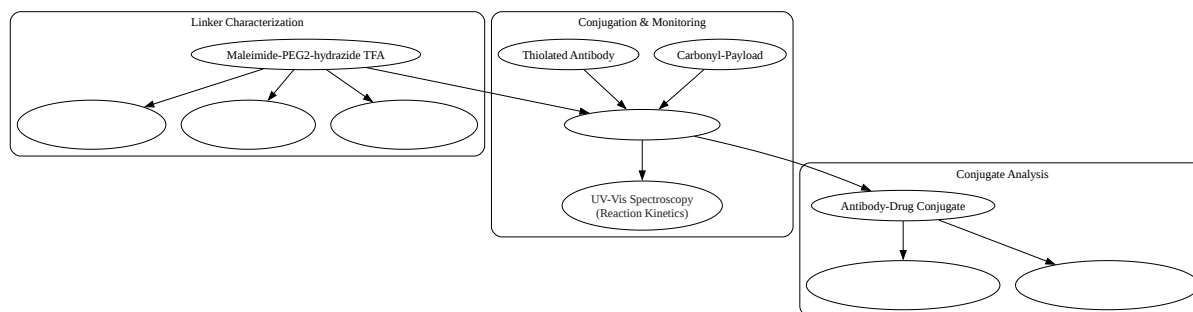 Linker Characterization
Maleimide-PEG2-hydrazide TFA
Conjugation & Monitoring
Thiolated Antibody
Carbonyl-Payload
UV-Vis Spectroscopy
(Reaction Kinetics)
Conjugate Analysis
Antibody-Drug Conjugate